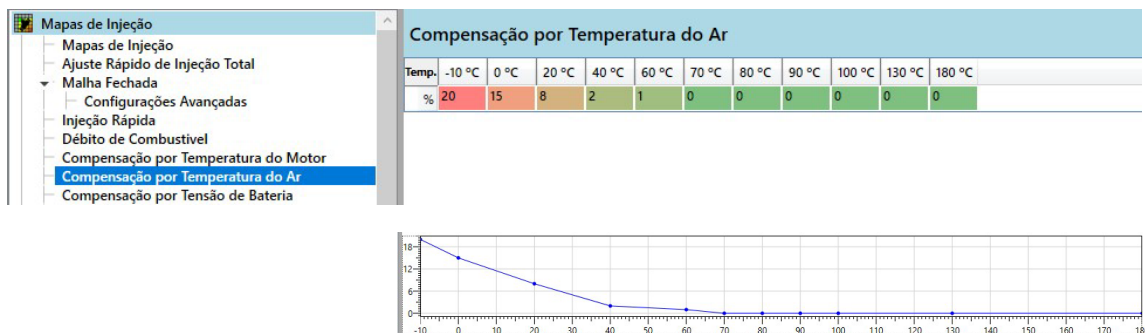 Mapas de Injeção
Mapas de Injeção
Ajuste Rápido de Injeção Total
Malha Fechada
Configurações Avançadas
Injeção Rápida
Débito de Combustivel
Compensação por Temperatura do Motor
Compensação por Temperatura do Ar
Compensação por Tensão de Bateria
Compensação por Temperatura do Ar
Temp. -10 °C 0 °C 20 °C 40 °C 60 °C 70 °C 80 °C 90 °C 100 °C 130 °C 180 °C
% 20 15 8 2 1 0 0 0 0 0 0
18
12
6
0
-10 0 10 20 30 40 50 60 70 80 90 100 110 120 130 140 150 160 170 18